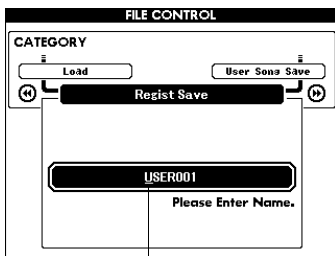 FILE CONTROL
CATEGORY
Load
User Song Save
Regist Save
USER001
Please Enter Name.